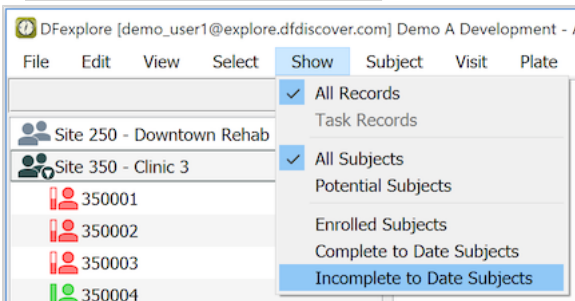 DFexplore [demo_user1@explore.dfdiscover.com] Demo A Development -
File Edit View Select Show Subject Visit Plate
All Records
Task Records
All Subjects
Potential Subjects
Enrolled Subjects
Complete to Date Subjects
Incomplete to Date Subjects
Site 250 - Downtown Rehab
Site 350 - Clinic 3
350001
350002
350003
350004